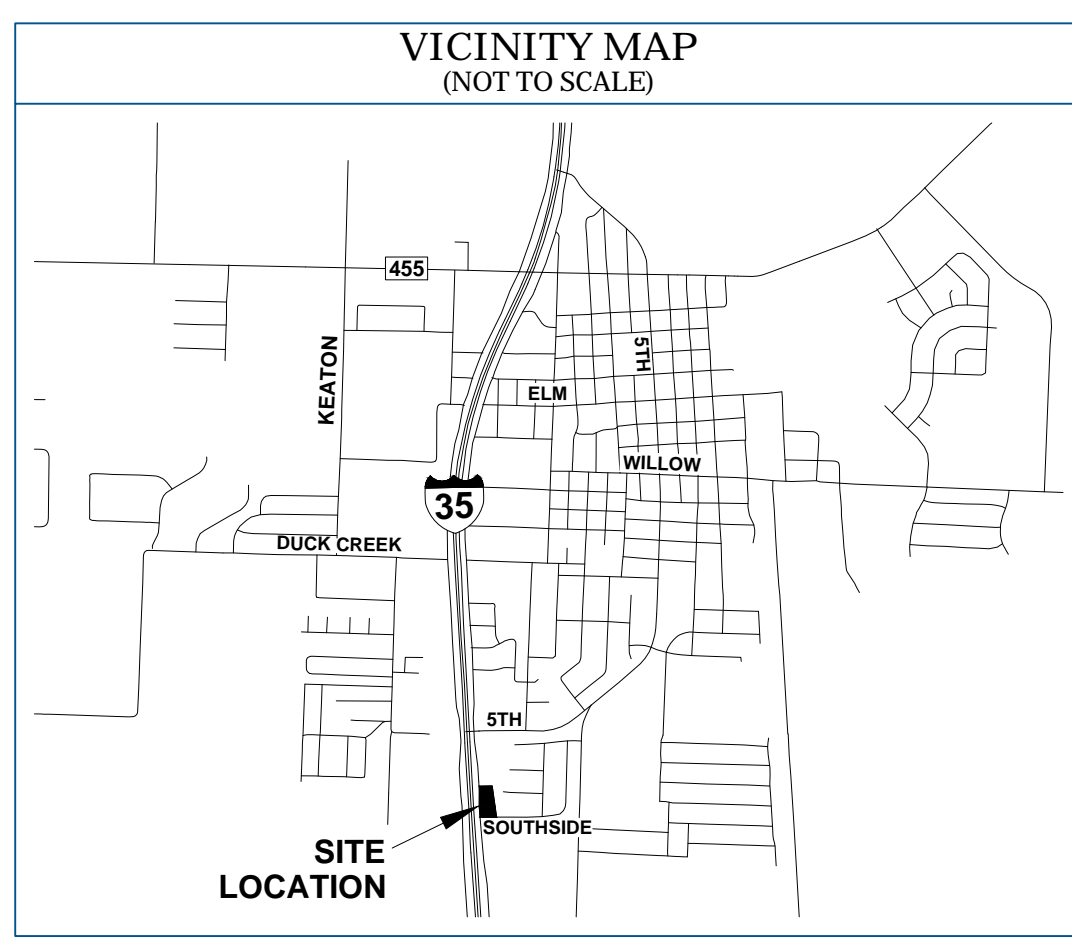 VICINITY MAP
(NOT TO SCALE)
455
KEATON
5TH
ELM
WILLOW
35
DUCK CREEK
5TH
SOUTHSIDE
SITE
LOCATION